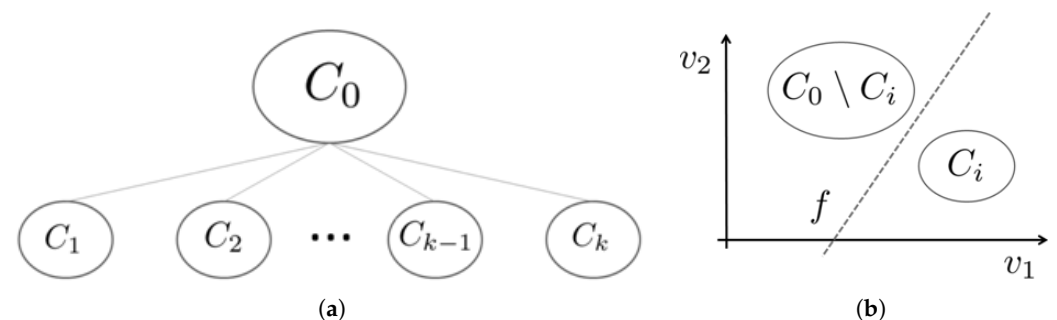 C₀
C₁ C₂ ··· Cₖ₋₁ Cₖ
(a)
v₂
C₀ \ Cᵢ
Cᵢ
f
v₁
(b)